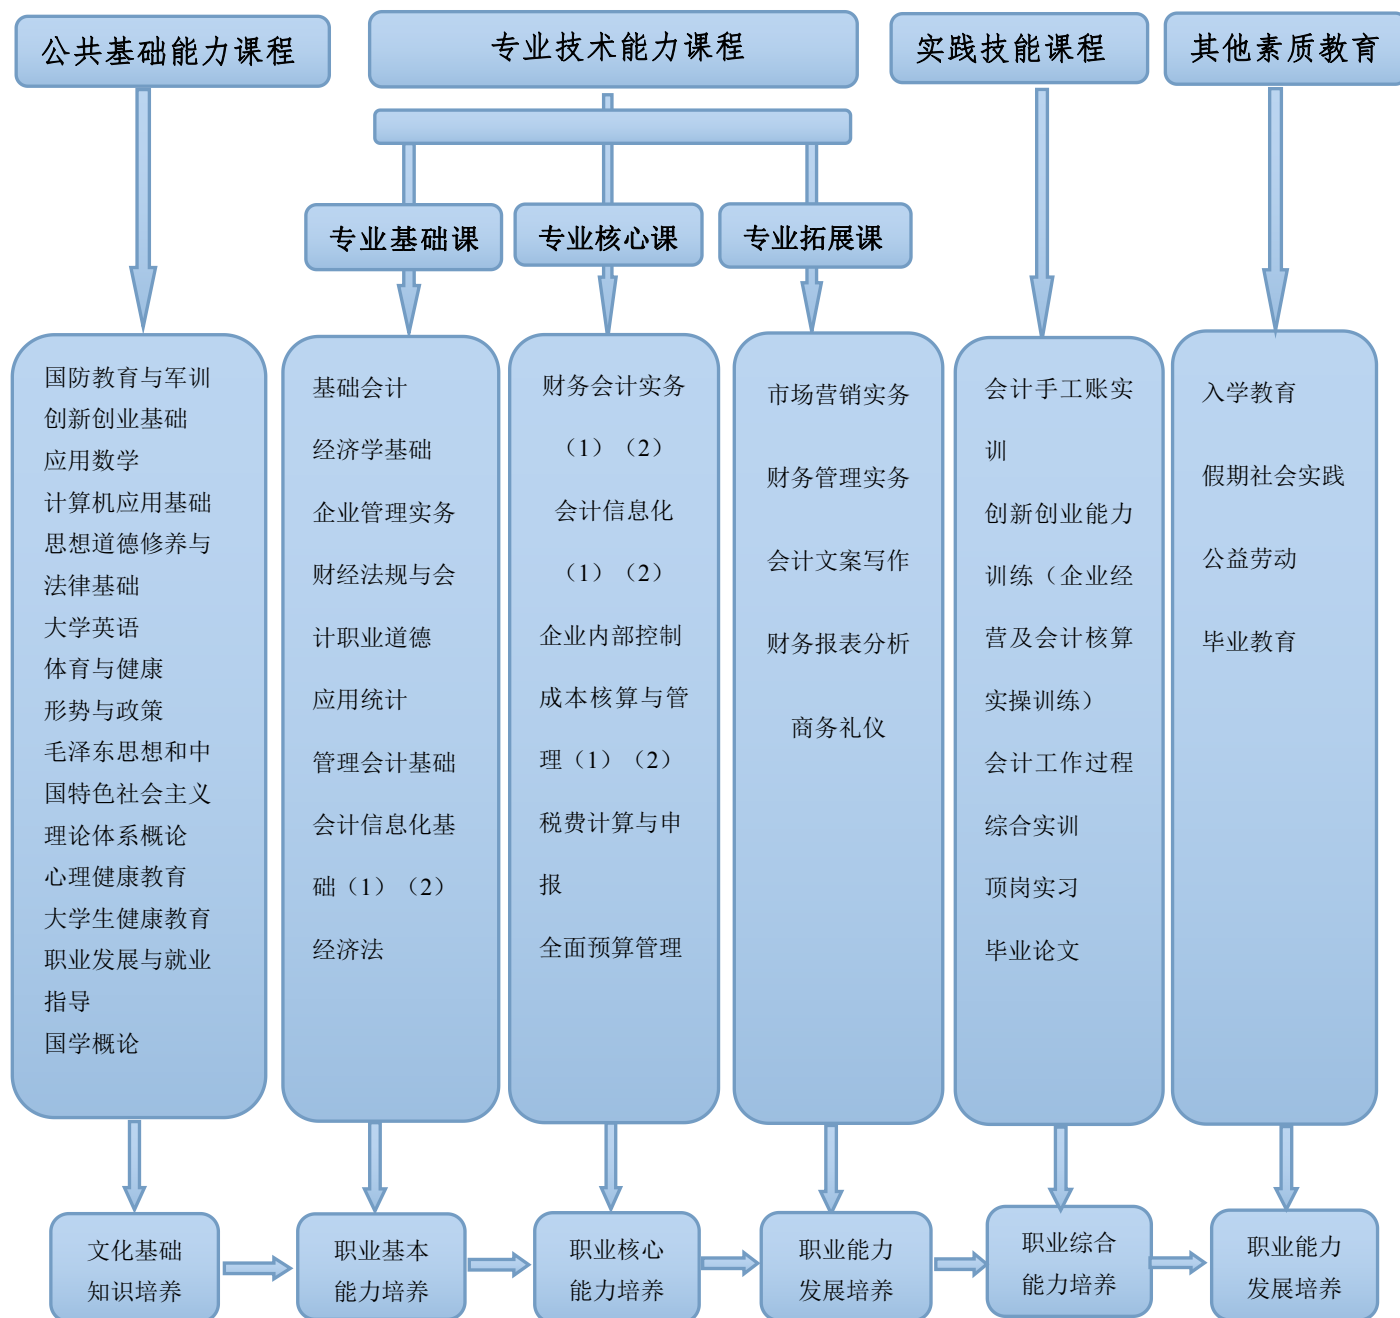 公共基础能力课程
专业技术能力课程
实践技能课程
其他素质教育
专业基础课
专业核心课
专业拓展课
国防教育与军训
创新创业基础
应用数学
计算机应用基础
思想道德修养与
法律基础
大学英语
体育与健康
形势与政策
毛泽东思想和中
国特色社会主义
理论体系概论
心理健康教育
大学生健康教育
职业发展与就业
指导
国学概论
基础会计
经济学基础
企业管理实务
财经法规与会
计职业道德
应用统计
管理会计基础
会计信息化基
础（1）（2）
经济法
财务会计实务
（1）（2）
会计信息化
（1）（2）
企业内部控制
成本核算与管
理（1）（2）
税费计算与申
报
全面预算管理
市场营销实务
财务管理实务
会计文案写作
财务报表分析
商务礼仪
会计手工账实
训
创新创业能力
训练（企业经
营及会计核算
实操训练）
会计工作过程
综合实训
顶岗实习
毕业论文
入学教育
假期社会实践
公益劳动
毕业教育
文化基础
知识培养
职业基本
能力培养
职业核心
能力培养
职业能力
发展培养
职业综合
能力培养
职业能力
发展培养